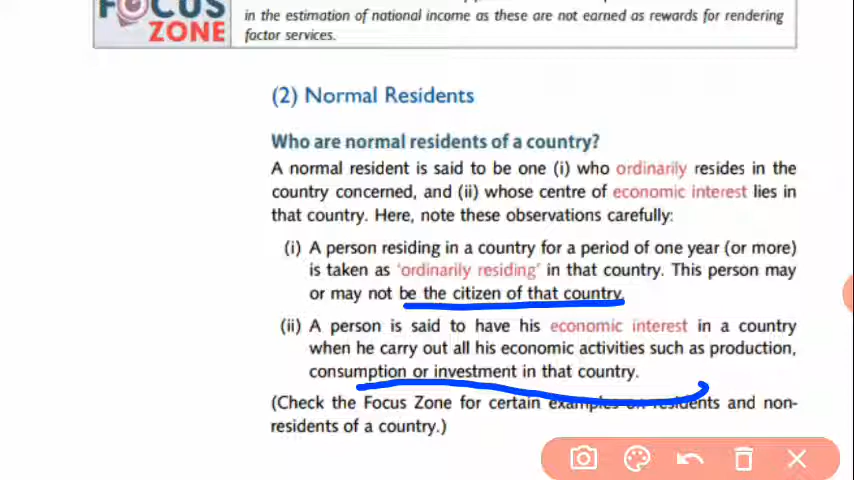 FOCUS
ZONE
in the estimation of national income as these are not earned as rewards for rendering
factor services.
(2) Normal Residents
Who are normal residents of a country?
A normal resident is said to be one (i) who ordinarily resides in the
country concerned, and (ii) whose centre of economic interest lies in
that country. Here, note these observations carefully:
(i) A person residing in a country for a period of one year (or more)
is taken as 'ordinarily residing' in that country. This person may
or may not be the citizen of that country.
(ii) A person is said to have his economic interest in a country
when he carry out all his economic activities such as production,
consumption or investment in that country.
(Check the Focus Zone for certain examples on residents and non-
residents of a country.)